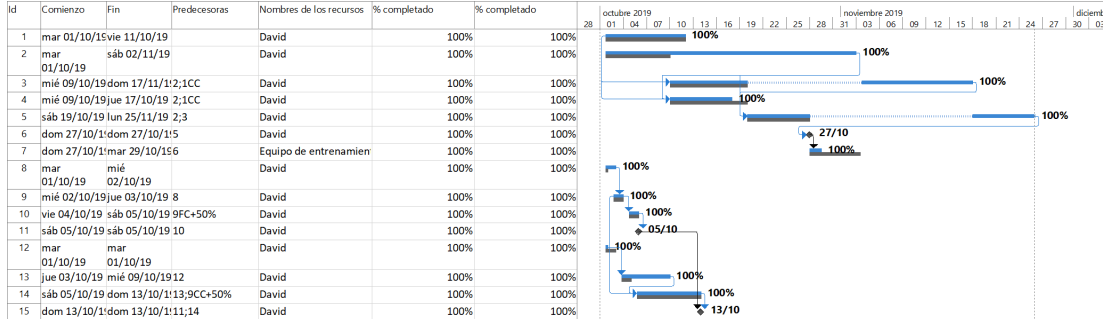 Id Comienzo Fin Predecesoras Nombres de los recursos % completado % completado
octubre 2019 noviembre 2019 diciemb
28 01 04 07 10 13 16 19 22 25 28 31 03 06 09 12 15 18 21 24 27 30 03
1 mar 01/10/19 vie 11/10/19 David 100% 100% 100%
2 mar 01/10/19 sáb 02/11/19 David 100% 100% 100%
3 mié 09/10/19 dom 17/11/1 2;1CC David 100% 100% 100%
4 mié 09/10/19 jue 17/10/19 2;1CC David 100% 100% 100%
5 sáb 19/10/19 lun 25/11/19 2;3 David 100% 100% 100%
6 dom 27/10/1 dom 27/10/1 5 David 100% 100% 27/10
7 dom 27/10/1 mar 29/10/19 6 Equipo de entrenamien 100% 100% 100%
8 mar 01/10/19 mié 02/10/19 David 100% 100% 100%
9 mié 02/10/19 jue 03/10/19 8 David 100% 100% 100%
10 vie 04/10/19 sáb 05/10/19 9FC+50% David 100% 100% 100%
11 sáb 05/10/19 sáb 05/10/19 10 David 100% 100% 05/10
12 mar 01/10/19 mar 01/10/19 David 100% 100% 100%
13 jue 03/10/19 mié 09/10/19 12 David 100% 100% 100%
14 sáb 05/10/19 dom 13/10/1 13;9CC+50% David 100% 100% 100%
15 dom 13/10/1 dom 13/10/1 11;14 David 100% 100% 13/10